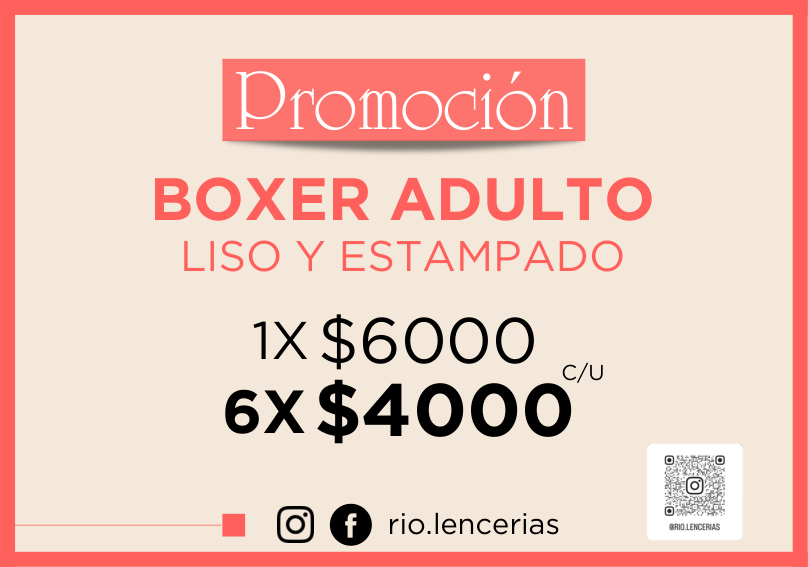 Promoción
BOXER ADULTO
LISO Y ESTAMPADO
1X $6000
6X $4000 C/U
rio.lencerias
@RIO.LENCERIAS